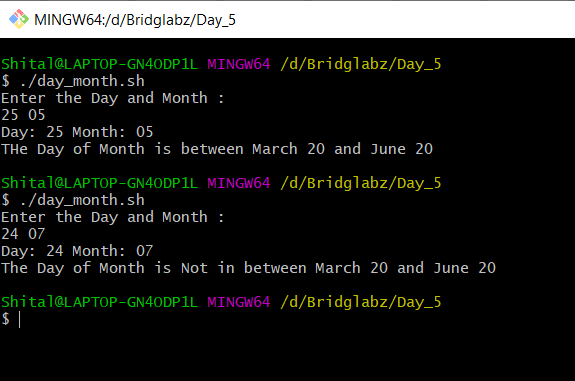 MINGW64:/d/Bridglabz/Day_5
Shital@LAPTOP-GN4ODP1L MINGW64 /d/Bridglabz/Day_5
$ ./day_month.sh
Enter the Day and Month :
25 05
Day: 25 Month: 05
THe Day of Month is between March 20 and June 20
Shital@LAPTOP-GN4ODP1L MINGW64 /d/Bridglabz/Day_5
$ ./day_month.sh
Enter the Day and Month :
24 07
Day: 24 Month: 07
The Day of Month is Not in between March 20 and June 20
Shital@LAPTOP-GN4ODP1L MINGW64 /d/Bridglabz/Day_5
$